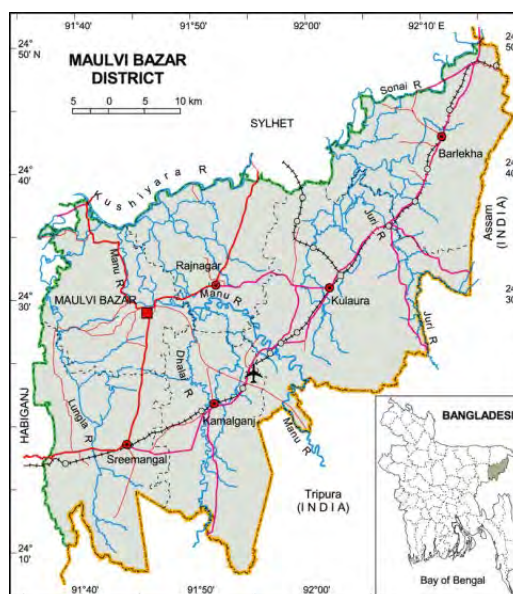 91°40' 91°50' 92°00' 92°10'
24°
50' N
24
50
MAULVI BAZAR
DISTRICT
5 0 5 10 km
SYLHET
Sonai R
Barlekha
24°
40'
Kushiyara R
Assam
(INDIA)
Juri R
Manu R
Rajnagar
24°
30'
MAULVI BAZAR
Manu R
Kulaura
Juri R
Dhalai R
HABIGANJ
Lungla R
Kamalganj
Manu R
Sreemangal
Tripura
(INDIA)
BANGLADESH
24°
10'
Bay of Bengal
91°40' 91°50' 92°00'